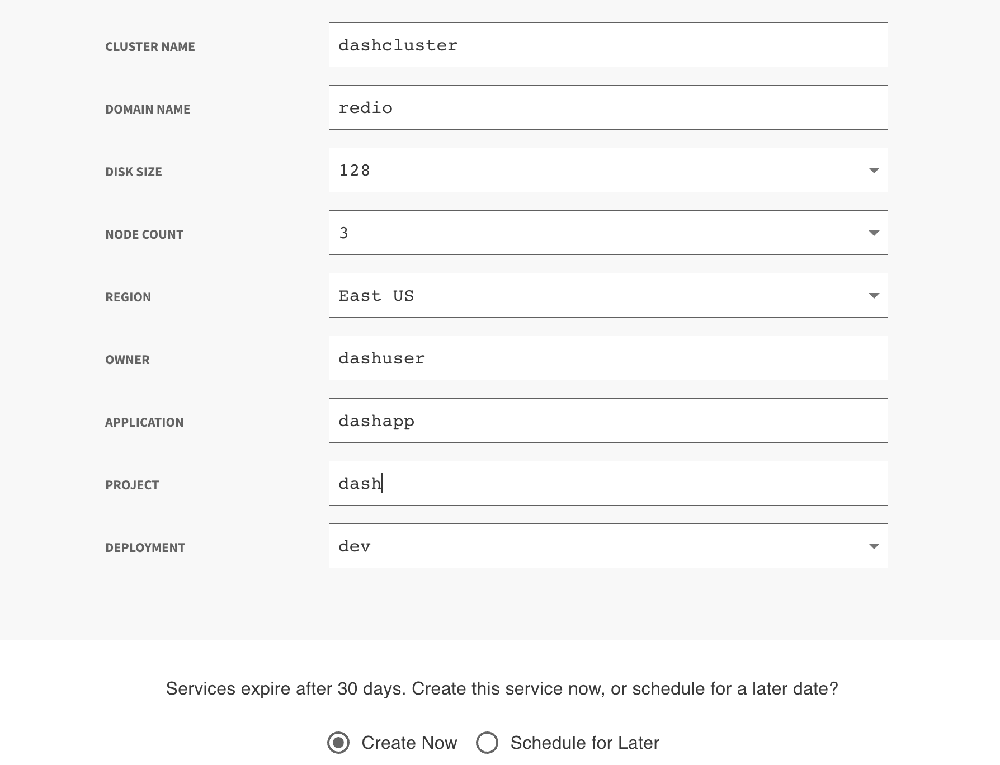 CLUSTER NAME dashcluster
DOMAIN NAME redio
DISK SIZE 128
NODE COUNT 3
REGION East US
OWNER dashuser
APPLICATION dashapp
PROJECT dash
DEPLOYMENT dev
Services expire after 30 days. Create this service now, or schedule for a later date?
Create Now Schedule for Later